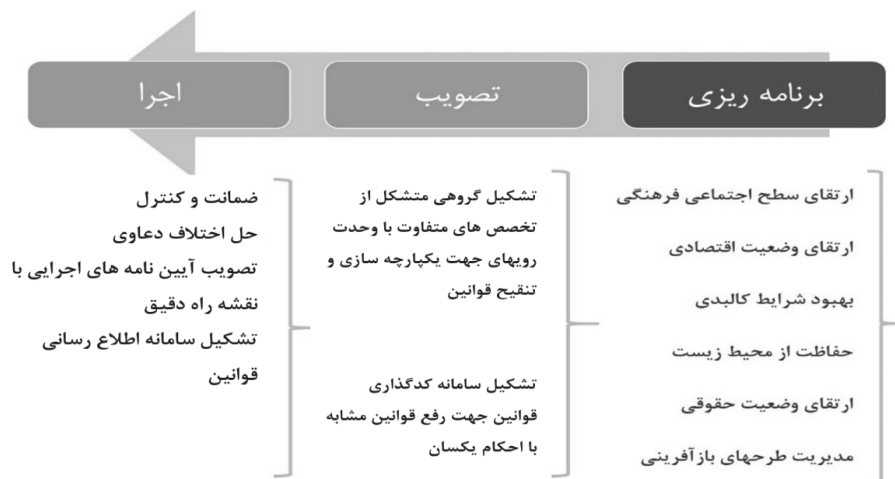 برنامه ریزی
تصویب
اجرا
ارتقای سطح اجتماعی فرهنگی
ارتقای وضعیت اقتصادی
بهبود شرایط کالبدی
حفاظت از محیط زیست
ارتقای وضعیت حقوقی
مدیریت طرحهای بازآفرینی
تشکیل گروهی متشکل از
تخصص های متفاوت با وحدت
رویهای جهت یکپارچه سازی و
تنقیح قوانین
تشکیل سامانه کدگذاری
قوانین جهت رفع قوانین مشابه
با احکام یکسان
ضمانت و کنترل
حل اختلاف دعاوی
تصویب آیین نامه های اجرایی با
نقشه راه دقیق
تشکیل سامانه اطلاع رسانی
قوانین